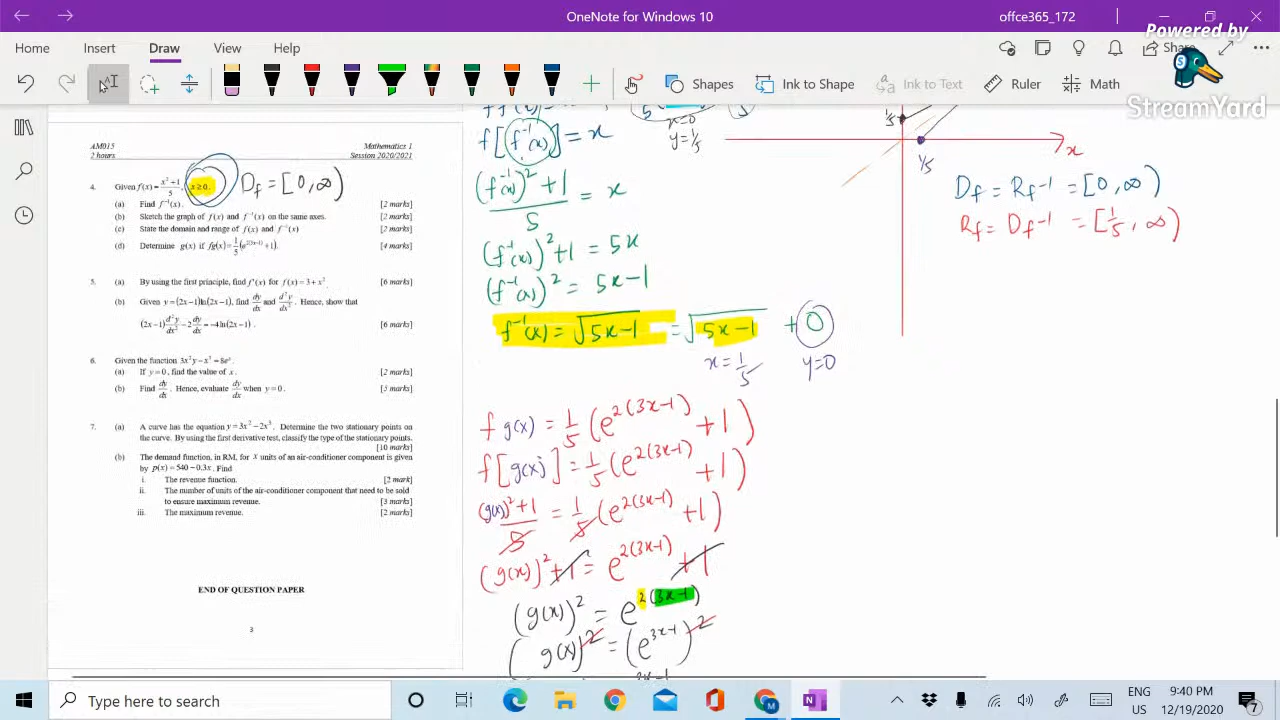 OneNote for Windows 10
offce365_172
Powered by
StreamYard
Home Insert Draw View Help
Share
Ink to Shape Ink to Text Ruler Math
AM015 Mathematics 1
2 hours Session 2020/2021
4. Given f(x) = (x²+1)/5, x ≥ 0. D_f = [0, ∞)
(a) Find f⁻¹(x). [2 marks]
(b) Sketch the graph of f(x) and f⁻¹(x) on the same axes. [2 marks]
(c) State the domain and range of f(x) and f⁻¹(x) [2 marks]
(d) Determine g(x) if fg(x) = 1/5 (e^(2(3x−1)) + 1). [4 marks]
5. (a) By using the first principle, find f'(x) for f(x) = 3 + x². [6 marks]
(b) Given y = (2x−1)ln(2x−1), find dy/dx and d²y/dx². Hence, show that
(2x−1) d²y/dx² − 2 dy/dx = −4ln(2x−1). [6 marks]
6. Given the function 3x²y − x³ = 8eʸ.
(a) If y = 0, find the value of x. [2 marks]
(b) Find dy/dx. Hence, evaluate dy/dx when y = 0. [5 marks]
7. (a) A curve has the equation y = 3x² − 2x³. Determine the two stationary points on
the curve. By using the first derivative test, classify the type of the stationary points.
[10 marks]
(b) The demand function, in RM, for x units of an air-conditioner component is given
by p(x) = 540 − 0.3x. Find
i. The revenue function. [2 mark]
ii. The number of units of the air-conditioner component that need to be sold
to ensure maximum revenue. [3 marks]
iii. The maximum revenue. [2 marks]
END OF QUESTION PAPER
3
x=0
y=1/5
f[f⁻¹(x)] = x
((f⁻¹(x))² + 1)/5 = x
(f⁻¹(x))² + 1 = 5x
(f⁻¹(x))² = 5x−1
f⁻¹(x) = √(5x−1) = √(5x−1) + 0
x = 1/5 y=0
f g(x) = 1/5 (e^(2(3x−1)) + 1)
f[g(x)] = 1/5 (e^(2(3x−1)) + 1)
((g(x))² + 1)/5 = 1/5 (e^(2(3x−1)) + 1)
(g(x))² + 1 = e^(2(3x−1)) + 1
(g(x))² = e^(2(3x−1))
(g(x))² = (e^(3x−1))²
3x−1
1/5
x
1/5
D_f = R_f⁻¹ = [0, ∞)
R_f = D_f⁻¹ = [1/5, ∞)
Type here to search
ENG
US
9:40 PM
12/19/2020
7